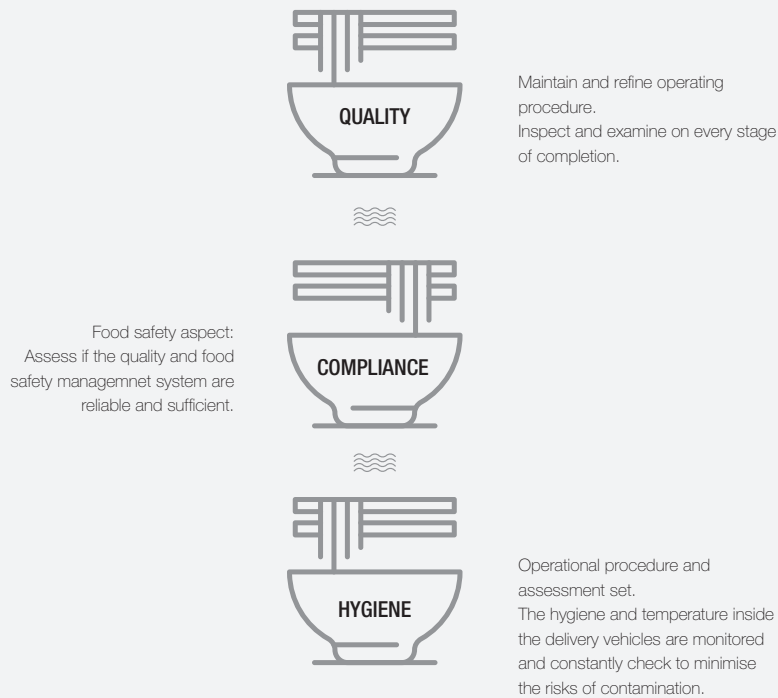 QUALITY
Maintain and refine operating
procedure.
Inspect and examine on every stage
of completion.
Food safety aspect:
Assess if the quality and food
safety managemnet system are
reliable and sufficient.
COMPLIANCE
HYGIENE
Operational procedure and
assessment set.
The hygiene and temperature inside
the delivery vehicles are monitored
and constantly check to minimise
the risks of contamination.